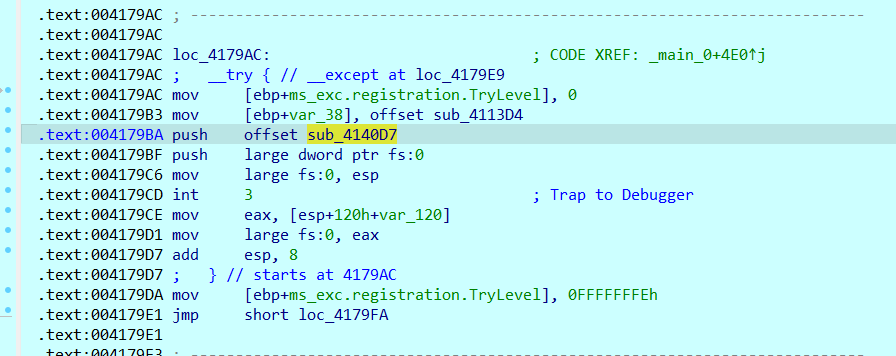 .text:004179AC ; ---------------------------------------------------------------------------
.text:004179AC
.text:004179AC loc_4179AC: ; CODE XREF: _main_0+4E0↑j
.text:004179AC ; __try { // __except at loc_4179E9
.text:004179AC mov [ebp+ms_exc.registration.TryLevel], 0
.text:004179B3 mov [ebp+var_38], offset sub_4113D4
.text:004179BA push offset sub_4140D7
.text:004179BF push large dword ptr fs:0
.text:004179C6 mov large fs:0, esp
.text:004179CD int 3 ; Trap to Debugger
.text:004179CE mov eax, [esp+120h+var_120]
.text:004179D1 mov large fs:0, eax
.text:004179D7 add esp, 8
.text:004179D7 ; } // starts at 4179AC
.text:004179DA mov [ebp+ms_exc.registration.TryLevel], 0FFFFFFFEh
.text:004179E1 jmp short loc_4179FA
.text:004179E1
.text:004179E3 ; ---------------------------------------------------------------------------